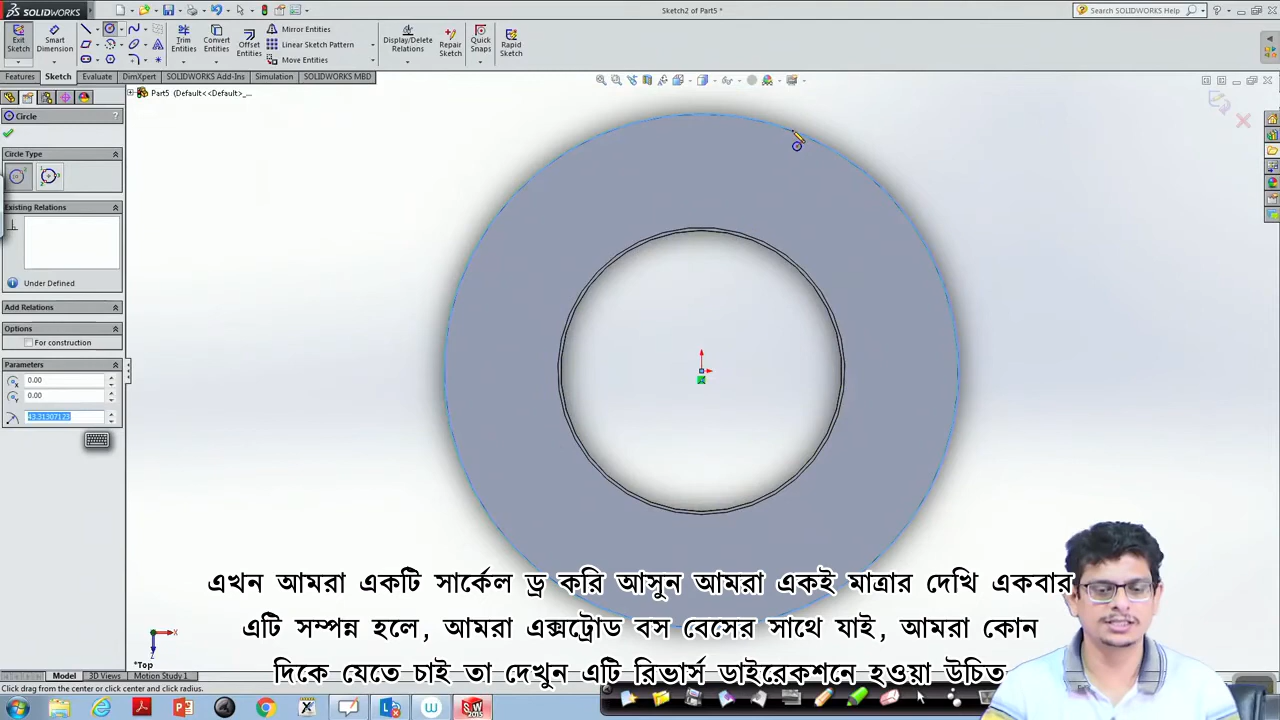 SOLIDWORKS
Sketch2 of Part5 *
Search SOLIDWORKS Help
Exit Sketch
Smart Dimension
Trim Entities
Convert Entities
Offset Entities
Mirror Entities
Linear Sketch Pattern
Move Entities
Display/Delete Relations
Repair Sketch
Quick Snaps
Rapid Sketch
Features Sketch Evaluate DimXpert SOLIDWORKS Add-Ins Simulation SOLIDWORKS MBD
Part5 (Default<<Default>_...
Circle ?
Circle Type
Existing Relations
Under Defined
Add Relations
Options
For construction
Parameters
0.00
0.00
43.31307123
এখন আমরা একটি সার্কেল ড্র করি আসুন আমরা একই মাত্রার দেখি একবার
এটি সম্পন্ন হলে, আমরা এক্সট্রোড বস বেসের সাথে যাই, আমরা কোন
দিকে যেতে চাই তা দেখুন এটি রিভার্স ডাইরেকশনে হওয়া উচিত
*Top
Model 3D Views Motion Study 1
Click drag from the center or click center and radius.